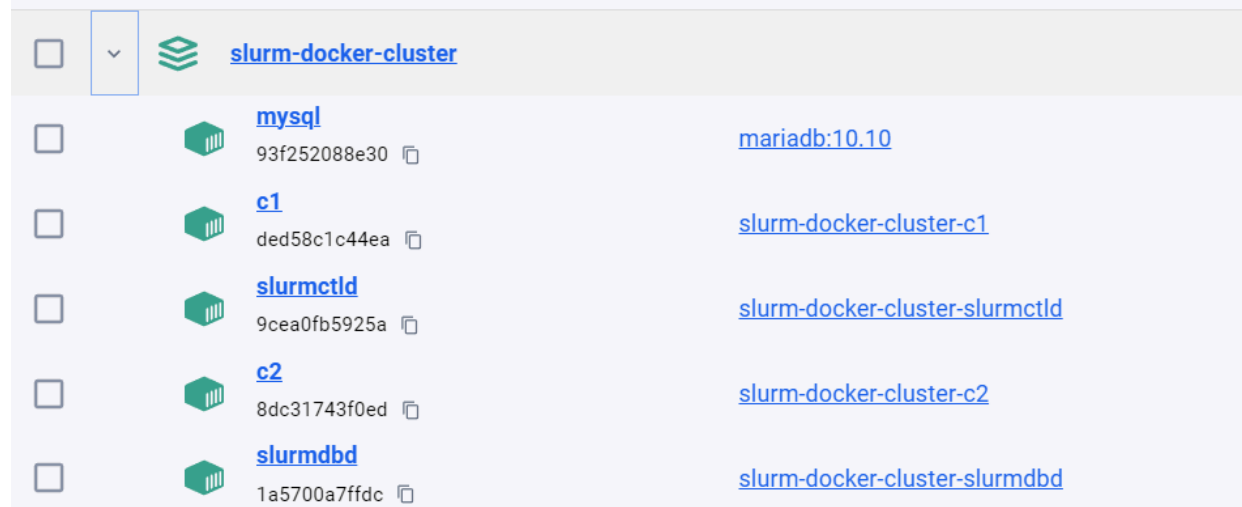 slurm-docker-cluster
mysql
93f252088e30
mariadb:10.10
c1
ded58c1c44ea
slurm-docker-cluster-c1
slurmctld
9cea0fb5925a
slurm-docker-cluster-slurmctld
c2
8dc31743f0ed
slurm-docker-cluster-c2
slurmdbd
1a5700a7ffdc
slurm-docker-cluster-slurmdbd